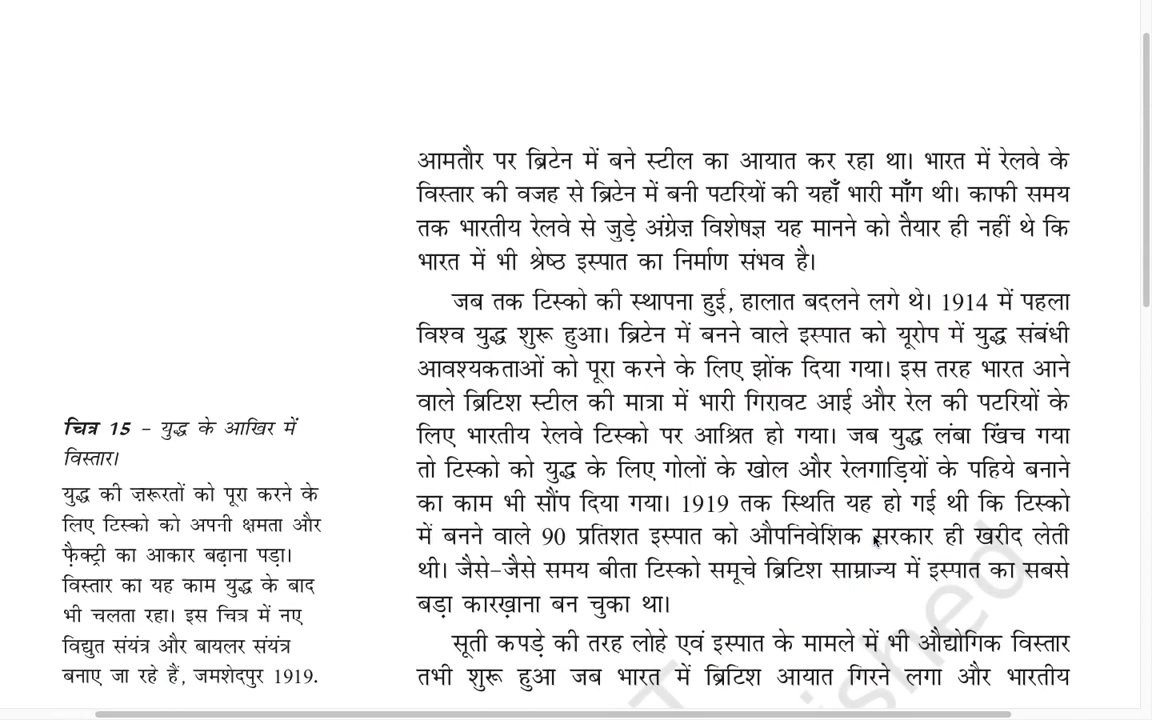 आमतौर पर ब्रिटेन में बने स्टील का आयात कर रहा था। भारत में रेलवे के
विस्तार की वजह से ब्रिटेन में बनी पटरियों की यहाँ भारी माँग थी। काफी समय
तक भारतीय रेलवे से जुड़े अंग्रेज़ विशेषज्ञ यह मानने को तैयार ही नहीं थे कि
भारत में भी श्रेष्ठ इस्पात का निर्माण संभव है।
जब तक टिस्को की स्थापना हुई, हालात बदलने लगे थे। 1914 में पहला
विश्व युद्ध शुरू हुआ। ब्रिटेन में बनने वाले इस्पात को यूरोप में युद्ध संबंधी
आवश्यकताओं को पूरा करने के लिए झोंक दिया गया। इस तरह भारत आने
वाले ब्रिटिश स्टील की मात्रा में भारी गिरावट आई और रेल की पटरियों के
लिए भारतीय रेलवे टिस्को पर आश्रित हो गया। जब युद्ध लंबा खिंच गया
तो टिस्को को युद्ध के लिए गोलों के खोल और रेलगाड़ियों के पहिये बनाने
का काम भी सौंप दिया गया। 1919 तक स्थिति यह हो गई थी कि टिस्को
में बनने वाले 90 प्रतिशत इस्पात को औपनिवेशिक सरकार ही खरीद लेती
थी। जैसे-जैसे समय बीता टिस्को समूचे ब्रिटिश साम्राज्य में इस्पात का सबसे
बड़ा कारख़ाना बन चुका था।
सूती कपड़े की तरह लोहे एवं इस्पात के मामले में भी औद्योगिक विस्तार
तभी शुरू हुआ जब भारत में ब्रिटिश आयात गिरने लगा और भारतीय
चित्र 15 - युद्ध के आखिर में
विस्तार।
युद्ध की ज़रूरतों को पूरा करने के
लिए टिस्को को अपनी क्षमता और
फ़ैक्ट्री का आकार बढ़ाना पड़ा।
विस्तार का यह काम युद्ध के बाद
भी चलता रहा। इस चित्र में नए
विद्युत संयंत्र और बायलर संयंत्र
बनाए जा रहे हैं, जमशेदपुर 1919.